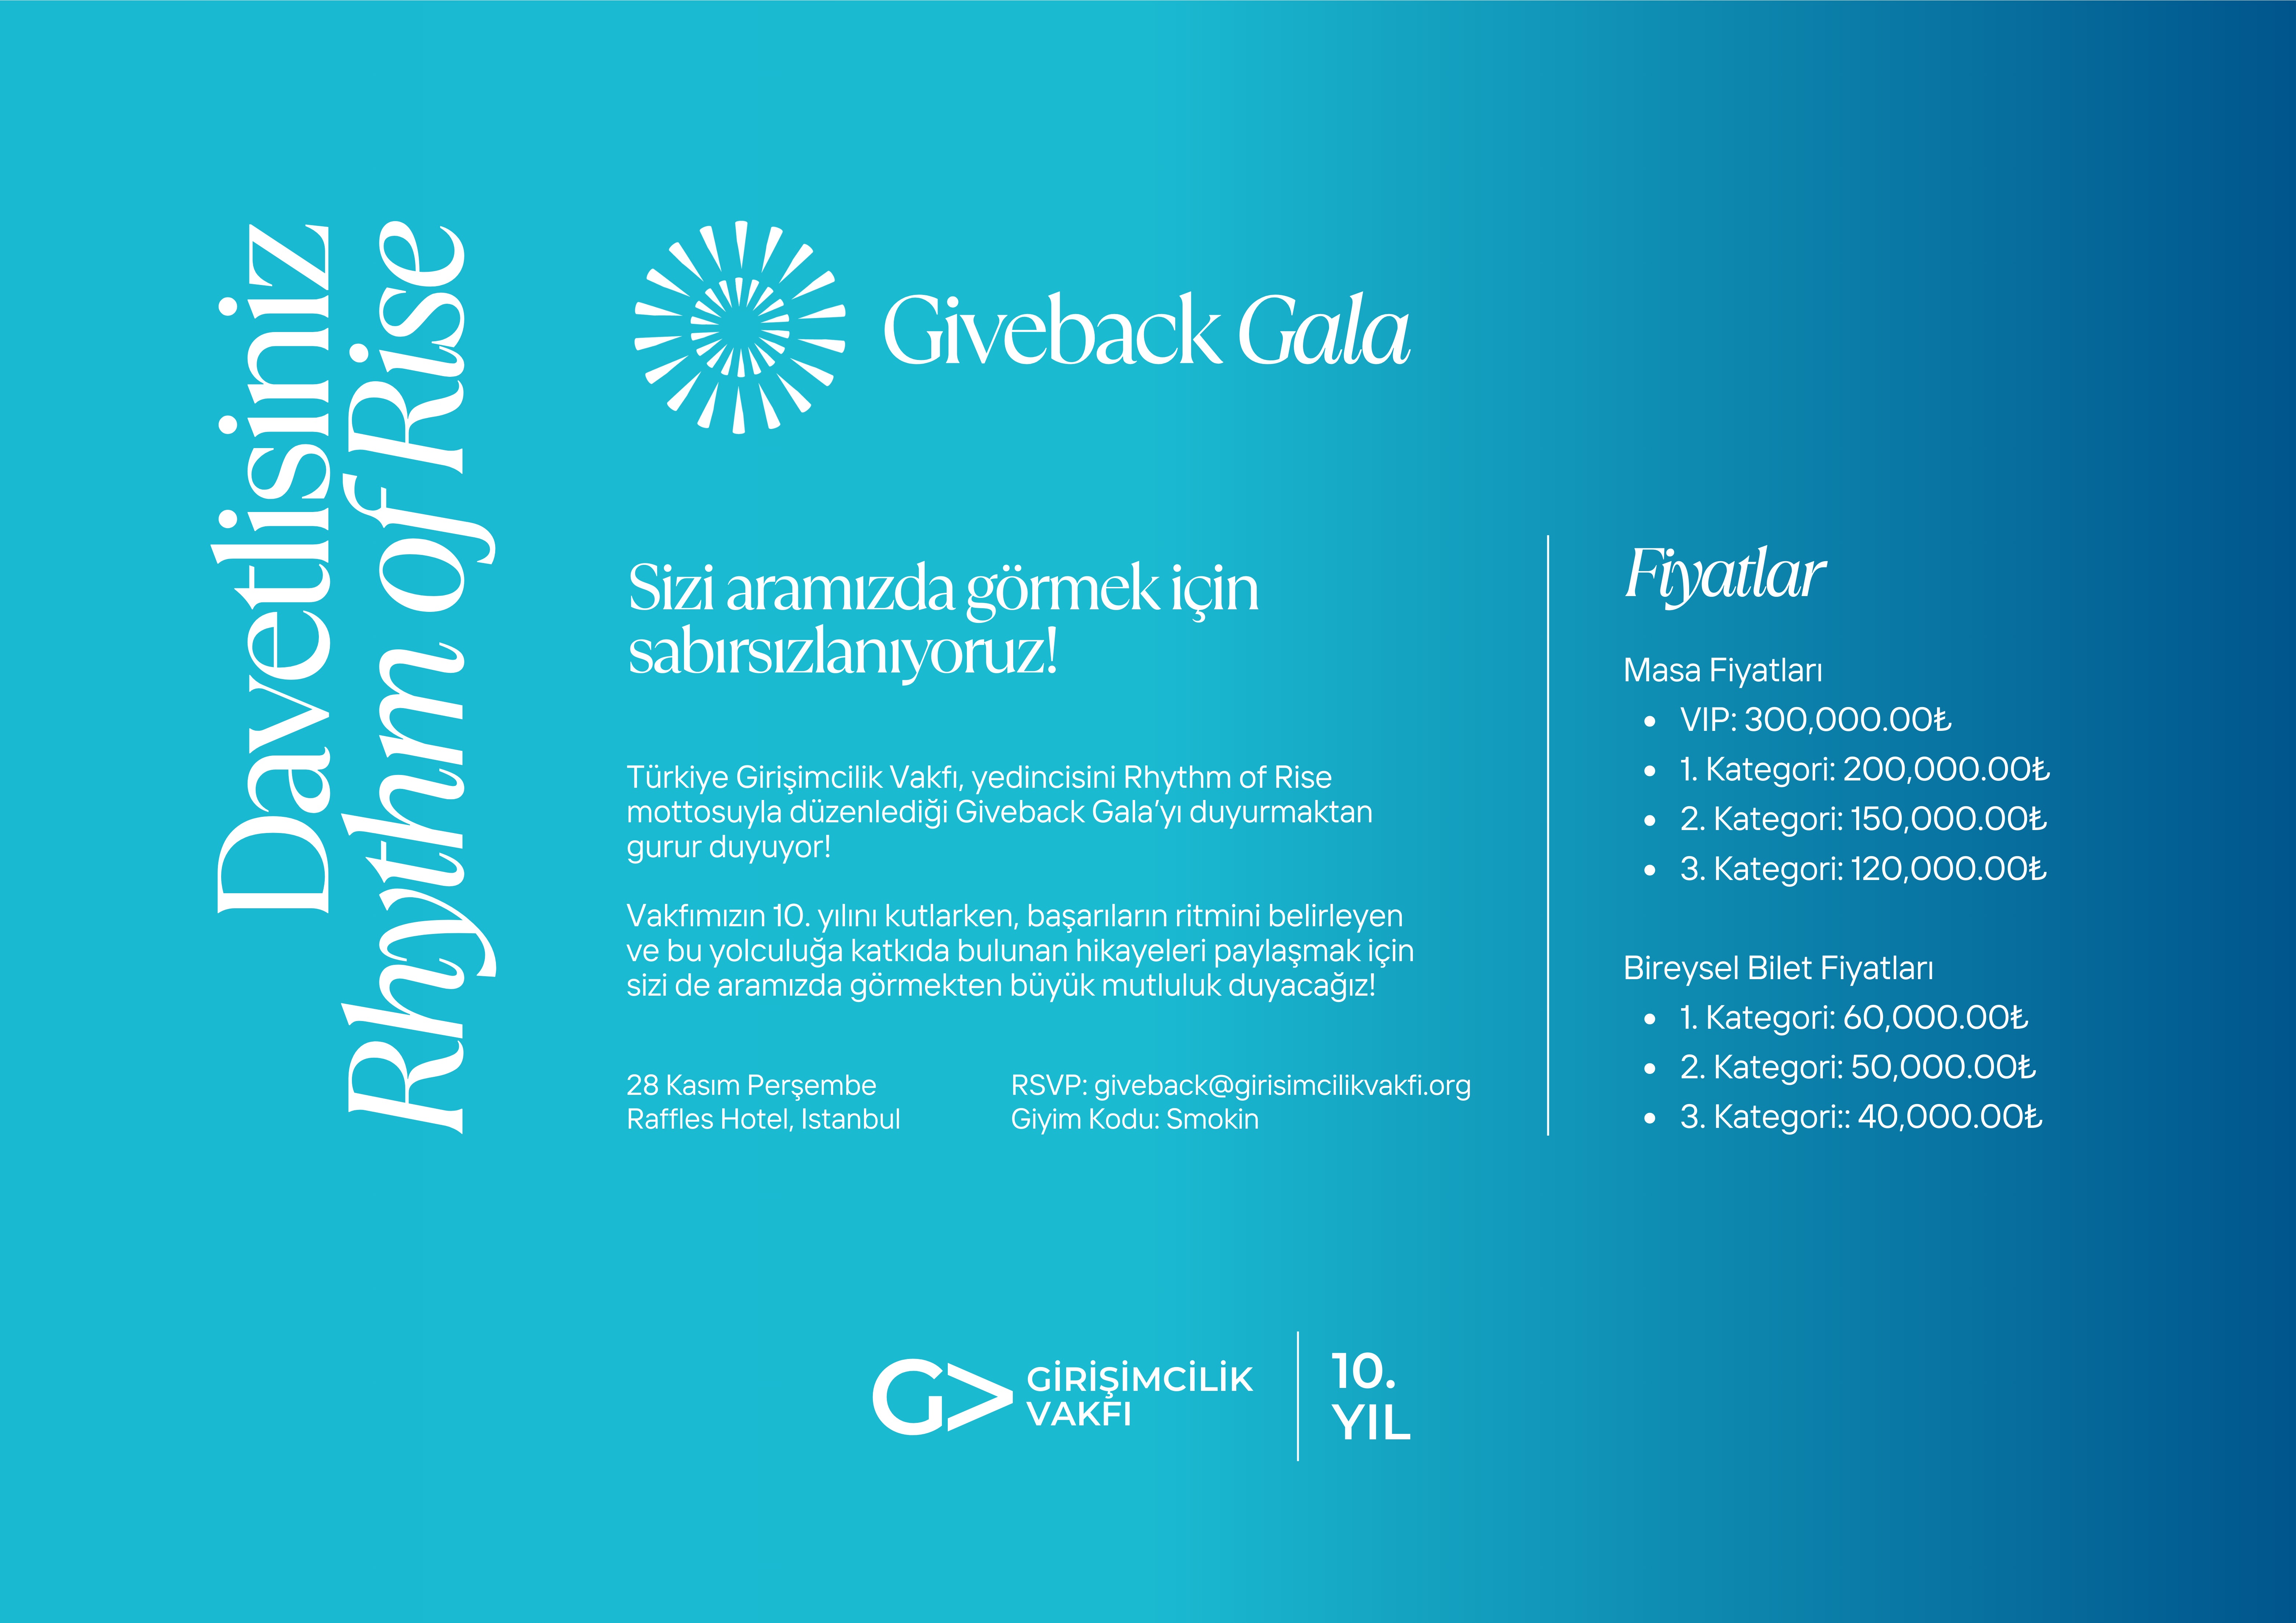 Davetlisiniz
Rhythm of Rise
Giveback Gala
Sizi aramızda görmek için
sabırsızlanıyoruz!
Türkiye Girişimcilik Vakfı, yedincisini Rhythm of Rise
mottosuyla düzenlediği Giveback Gala’yı duyurmaktan
gurur duyuyor!
Vakfımızın 10. yılını kutlarken, başarıların ritmini belirleyen
ve bu yolculuğa katkıda bulunan hikayeleri paylaşmak için
sizi de aramızda görmekten büyük mutluluk duyacağız!
28 Kasım Perşembe
Raffles Hotel, Istanbul
RSVP: giveback@girisimcilikvakfi.org
Giyim Kodu: Smokin
Fiyatlar
Masa Fiyatları
• VIP: 300,000.00₺
• 1. Kategori: 200,000.00₺
• 2. Kategori: 150,000.00₺
• 3. Kategori: 120,000.00₺
Bireysel Bilet Fiyatları
• 1. Kategori: 60,000.00₺
• 2. Kategori: 50,000.00₺
• 3. Kategori:: 40,000.00₺
G> GİRİŞİMCİLİK
VAKFI
10.
YIL